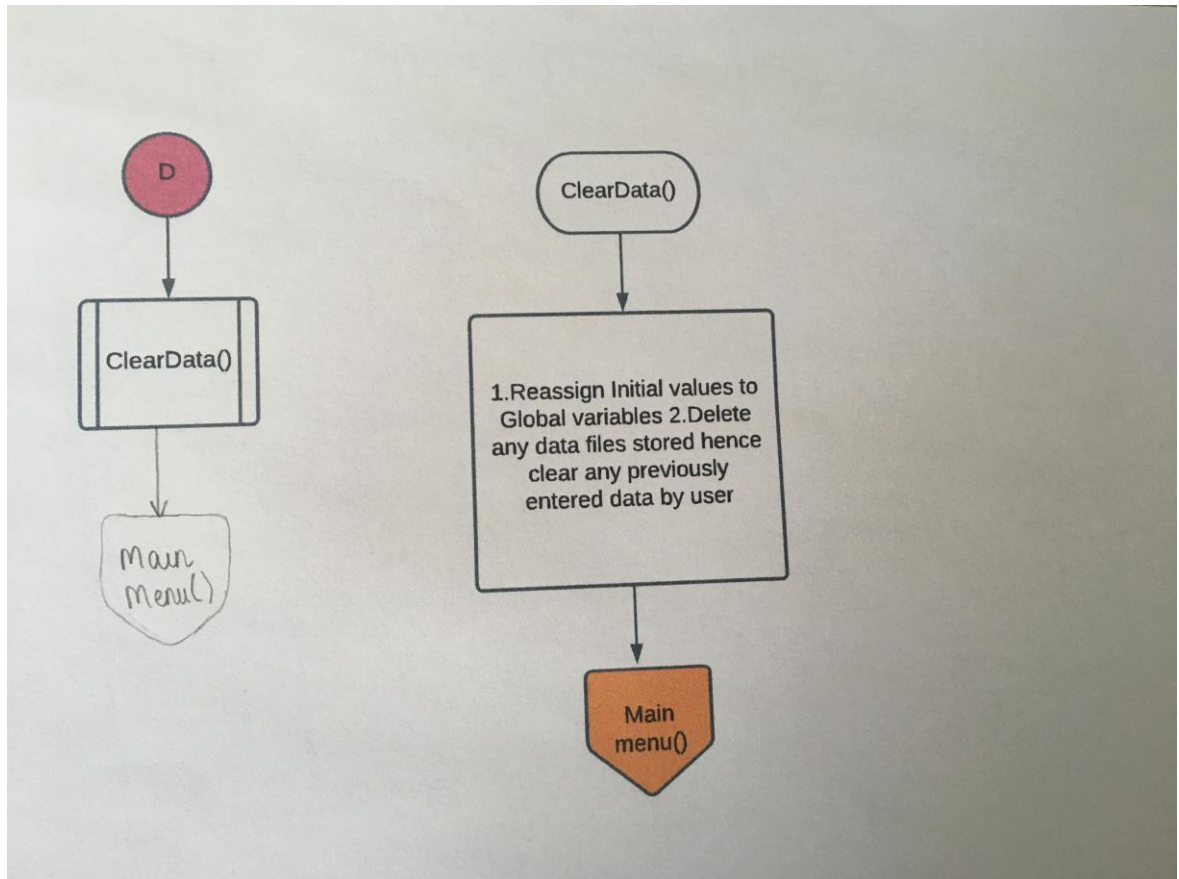 D
ClearData()
Main
Menu()
ClearData()
1.Reassign Initial values to
Global variables 2.Delete
any data files stored hence
clear any previously
entered data by user
Main
menu()